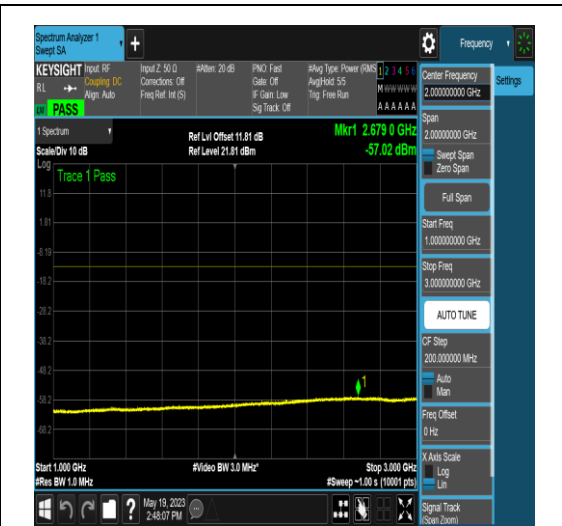 Spectrum Analyzer 1
Swept SA
+
Frequency
KEYSIGHT Input: RF Input Z: 50 Ω #Atten: 20 dB PNO: Fast #Avg Type: Power (RMS 1 2 3 4 5 6
RL Coupling: DC Corrections: Off Gate: Off Avg|Hold: 5/5 M W W W W W
Align: Auto Freq Ref: Int (S) IF Gain: Low Trig: Free Run
PASS Sig Track: Off A A A A A A
1 Spectrum
Scale/Div 10 dB
Ref Lvl Offset 11.81 dB
Ref Level 21.81 dBm
Mkr1 2.679 0 GHz
-57.02 dBm
Log
Trace 1 Pass
11.8
1.81
-8.19
-18.2
-28.2
-38.2
-48.2
-58.2
-68.2
1
Start 1.000 GHz #Video BW 3.0 MHz* Stop 3.000 GHz
#Res BW 1.0 MHz #Sweep ~1.00 s (10001 pts)
? May 19, 2023
2:48:07 PM
Center Frequency
2.000000000 GHz
Span
2.00000000 GHz
Swept Span
Zero Span
Full Span
Start Freq
1.000000000 GHz
Stop Freq
3.000000000 GHz
AUTO TUNE
CF Step
200.000000 MHz
Auto
Man
Freq Offset
0 Hz
X Axis Scale
Log
Lin
Signal Track
(Span Zoom)
Settings